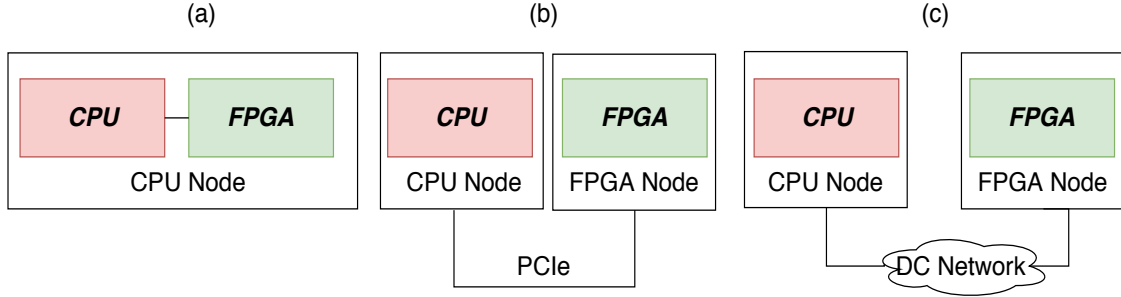 (a)
CPU
FPGA
CPU Node
(b)
CPU
FPGA
CPU Node
FPGA Node
PCIe
(c)
CPU
FPGA
CPU Node
FPGA Node
DC Network